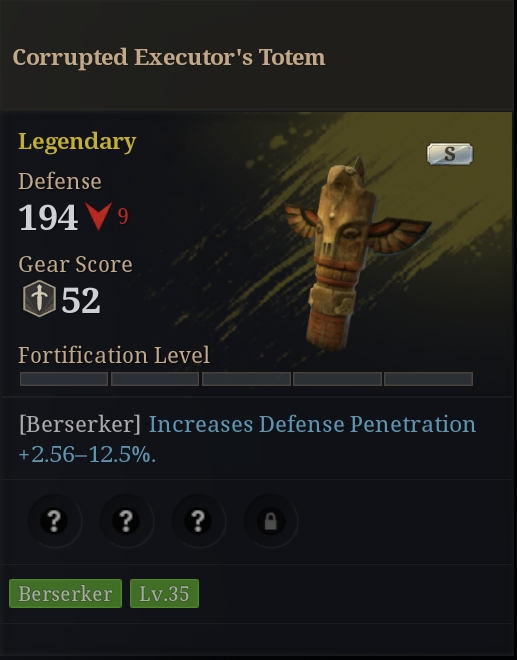 Corrupted Executor's Totem
Legendary
S
Defense
194 9
Gear Score
52
Fortification Level
[Berserker] Increases Defense Penetration
+2.56–12.5%.
? ? ?
Berserker Lv.35